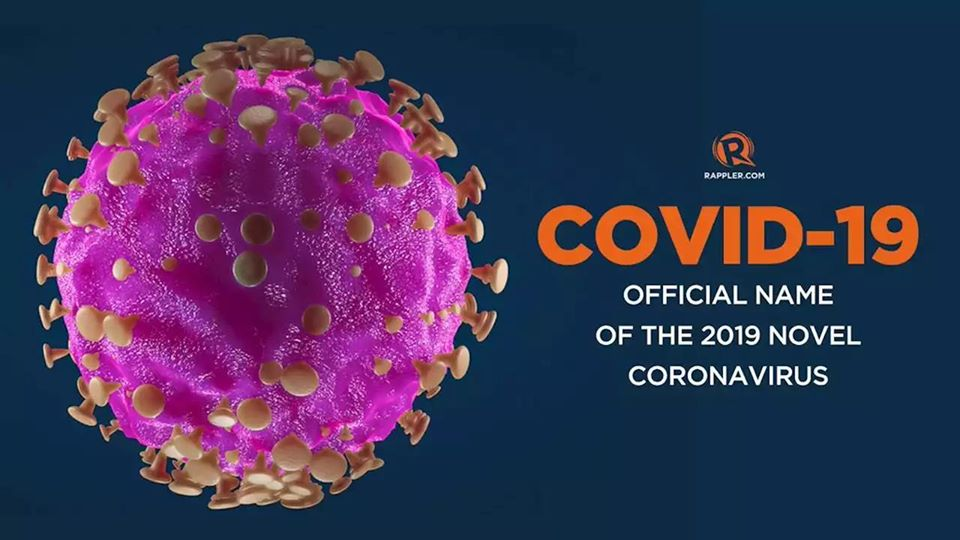 R
RAPPLER.COM
COVID-19
OFFICIAL NAME
OF THE 2019 NOVEL
CORONAVIRUS